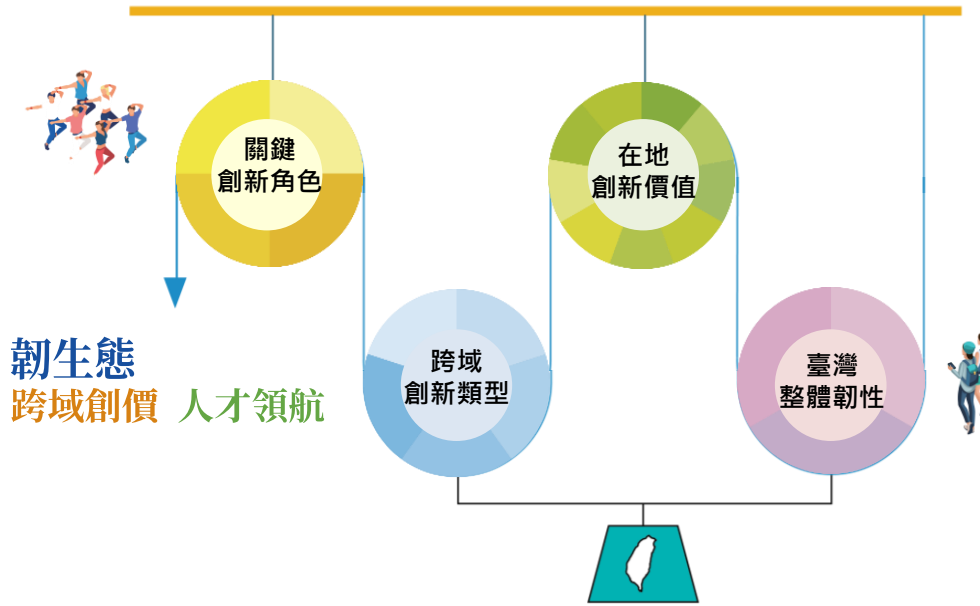 關鍵
創新角色
在地
創新價值
跨域
創新類型
臺灣
整體韌性
韌生態
跨域創價 人才領航